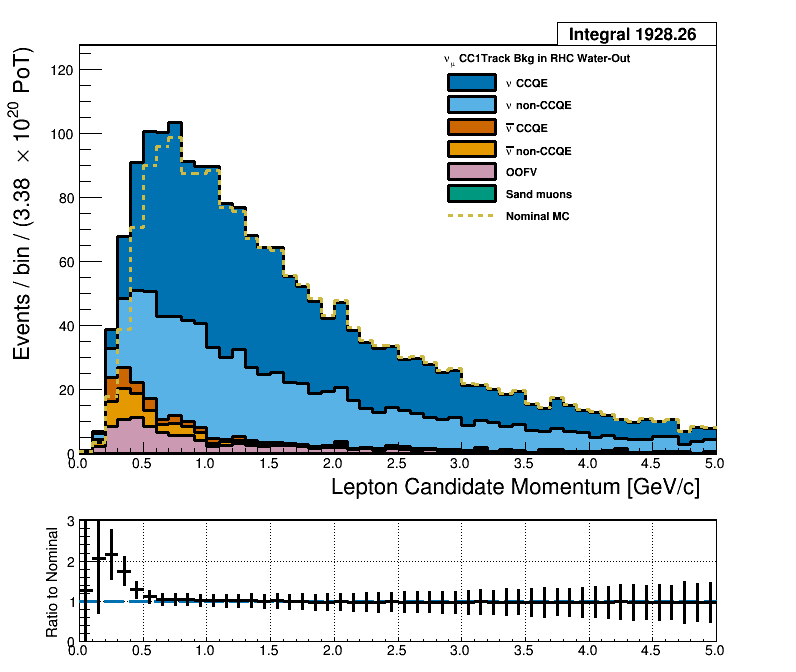 Integral 1928.26
ν_μ CC1Track Bkg in RHC Water-Out
ν CCQE
ν non-CCQE
ν̅ CCQE
ν̅ non-CCQE
OOFV
Sand muons
Nominal MC
Events / bin / (3.38 × 10^20 PoT)
120
100
80
60
40
20
0
0.0 0.5 1.0 1.5 2.0 2.5 3.0 3.5 4.0 4.5 5.0
Lepton Candidate Momentum [GeV/c]
Ratio to Nominal
3
2
1
0
0.0 0.5 1.0 1.5 2.0 2.5 3.0 3.5 4.0 4.5 5.0